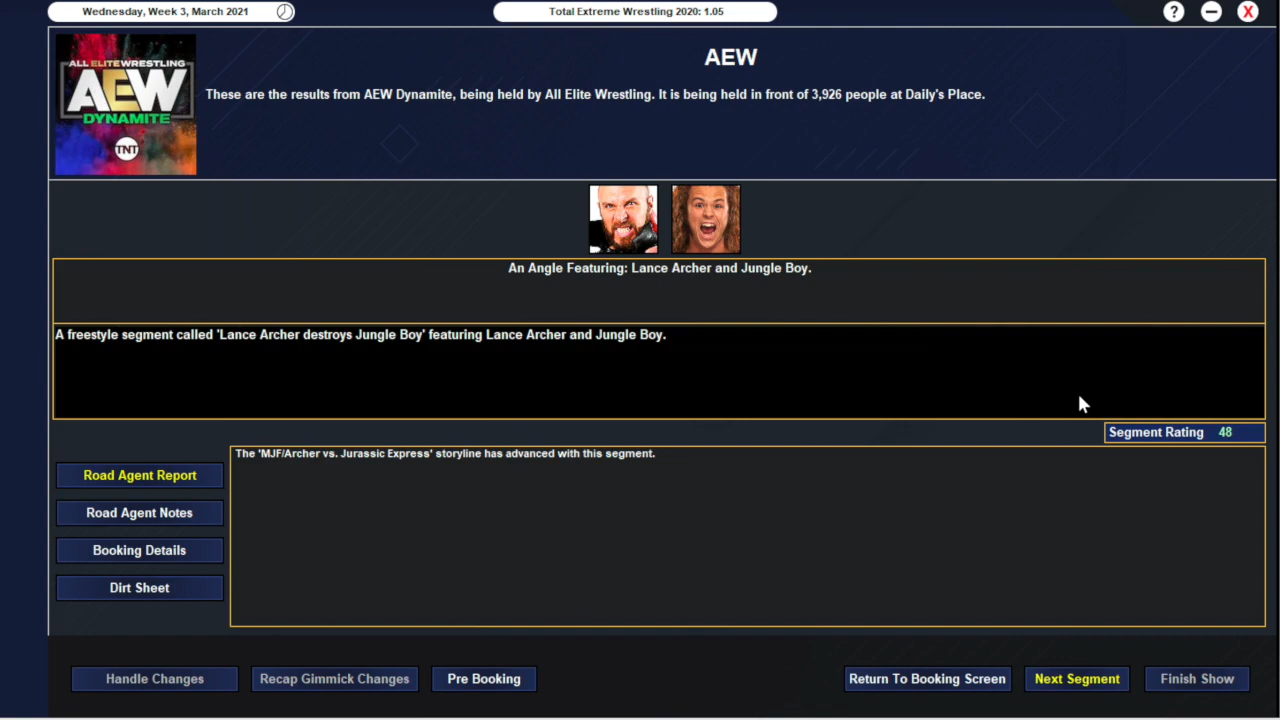 Wednesday, Week 3, March 2021
Total Extreme Wrestling 2020: 1.05
?
X
ALL ELITE WRESTLING
AEW
DYNAMITE
TNT
AEW
These are the results from AEW Dynamite, being held by All Elite Wrestling. It is being held in front of 3,926 people at Daily's Place.
An Angle Featuring: Lance Archer and Jungle Boy.
A freestyle segment called 'Lance Archer destroys Jungle Boy' featuring Lance Archer and Jungle Boy.
Segment Rating 48
The 'MJF/Archer vs. Jurassic Express' storyline has advanced with this segment.
Road Agent Report
Road Agent Notes
Booking Details
Dirt Sheet
Handle Changes
Recap Gimmick Changes
Pre Booking
Return To Booking Screen
Next Segment
Finish Show